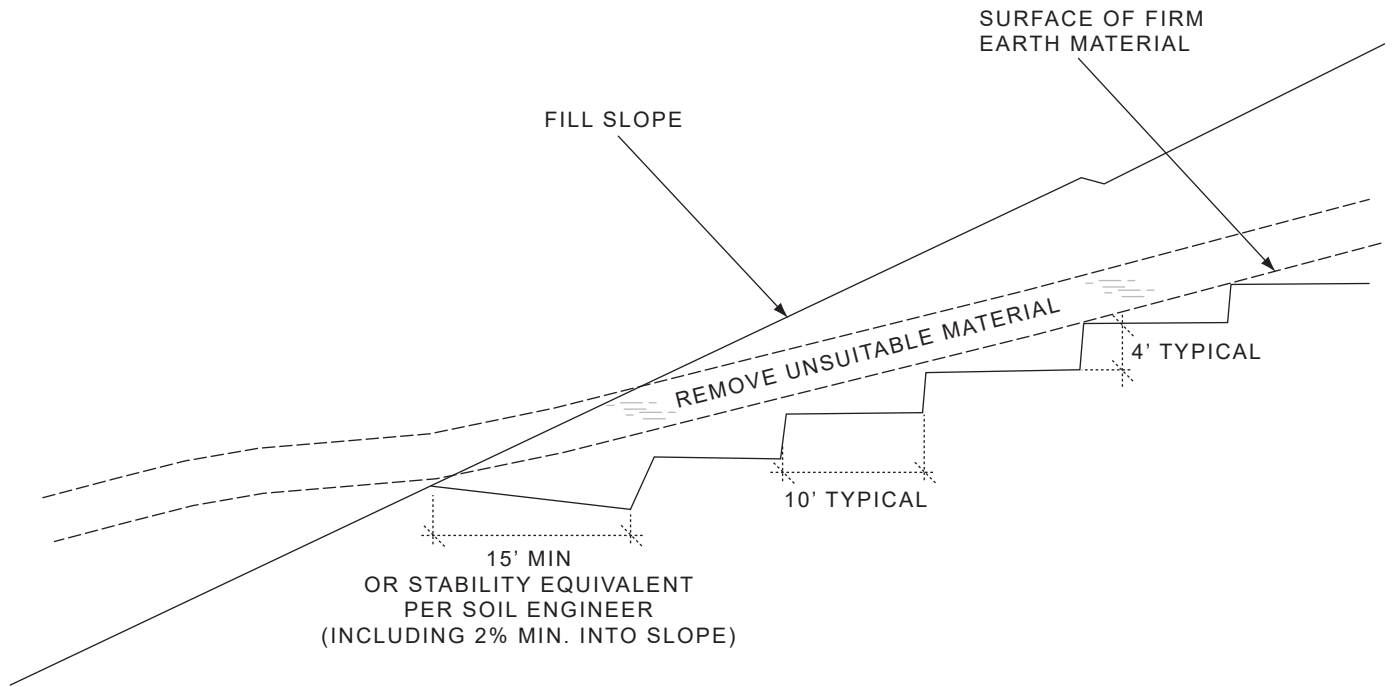 SURFACE OF FIRM
EARTH MATERIAL
FILL SLOPE
REMOVE UNSUITABLE MATERIAL
4’ TYPICAL
10’ TYPICAL
15’ MIN
OR STABILITY EQUIVALENT
PER SOIL ENGINEER
(INCLUDING 2% MIN. INTO SLOPE)